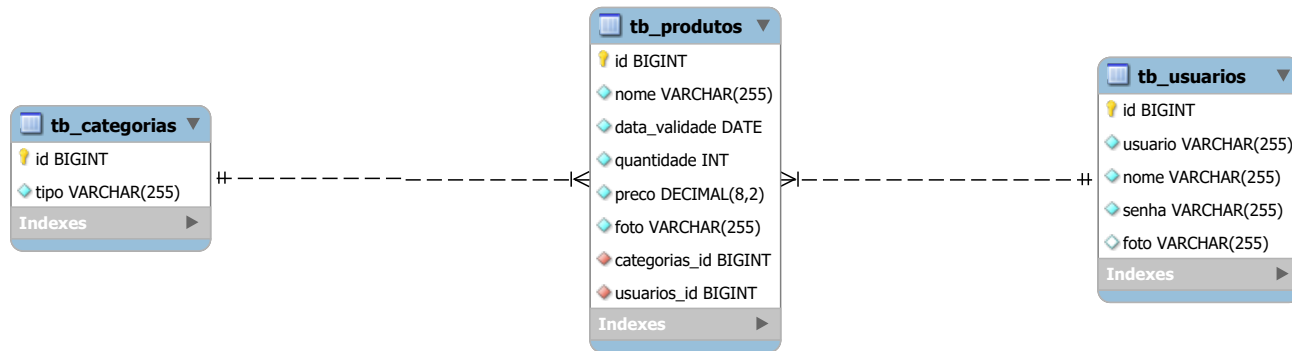 tb_categorias
id BIGINT
tipo VARCHAR(255)
Indexes
tb_produtos
id BIGINT
nome VARCHAR(255)
data_validade DATE
quantidade INT
preco DECIMAL(8,2)
foto VARCHAR(255)
categorias_id BIGINT
usuarios_id BIGINT
Indexes
tb_usuarios
id BIGINT
usuario VARCHAR(255)
nome VARCHAR(255)
senha VARCHAR(255)
foto VARCHAR(255)
Indexes